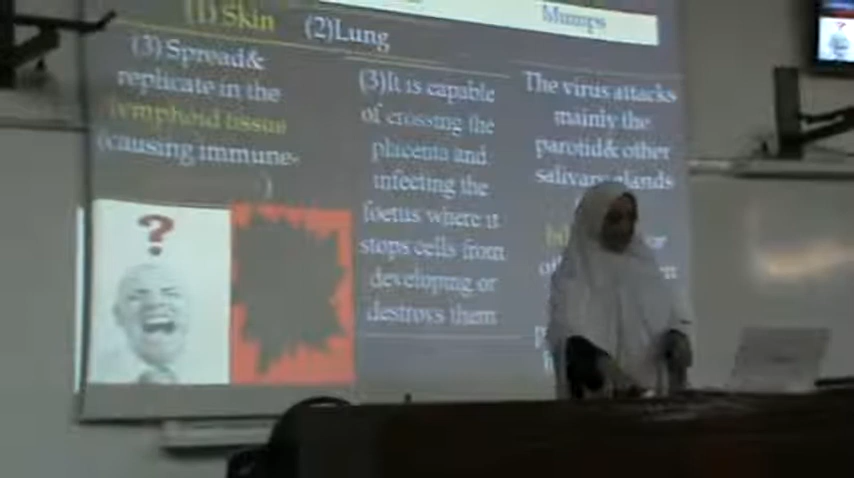 (1) Skin
(2)Lung
Mumps
(3) Spread&
replicate in the
lymphoid tissue
(causing immune-
)
(3)It is capable
of crossing the
placenta and
infecting the
foetus where it
stops cells from
developing or
destroys them
The virus attacks
mainly the
parotid& other
salivary glands
?